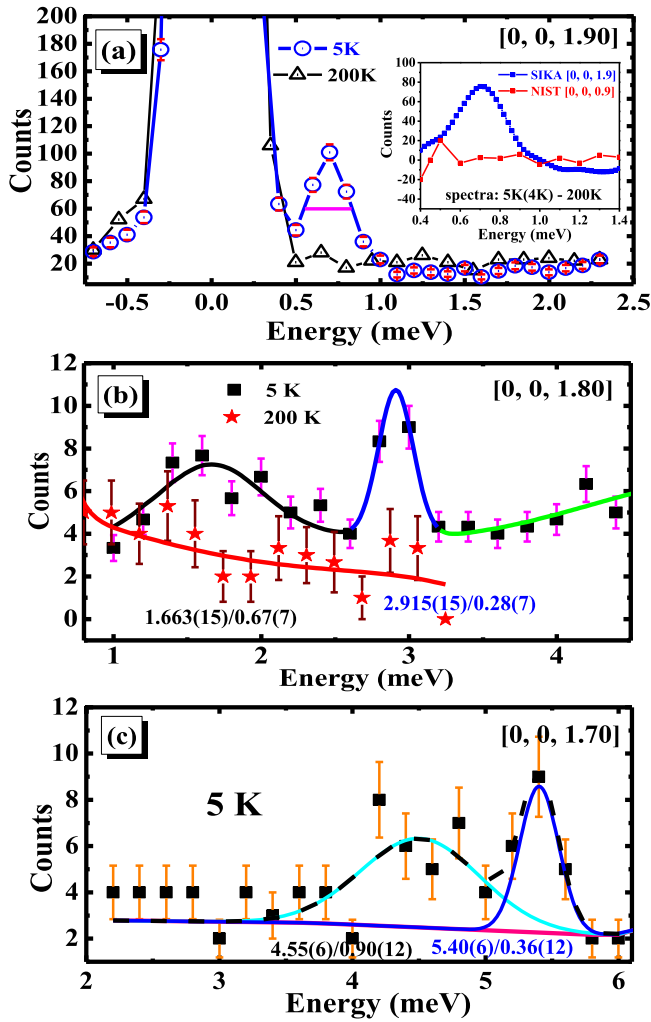 200
180
160
140
120
100
80
60
40
20
Counts
(a)
5K
200K
[0, 0, 1.90]
100
80
60
40
20
0
-20
-40
Counts
SIKA [0, 0, 1.9]
NIST [0, 0, 0.9]
spectra: 5K(4K) - 200K
0.4 0.6 0.8 1.0 1.2 1.4
Energy (meV)
-0.5 0.0 0.5 1.0 1.5 2.0 2.5
Energy (meV)
12
10
8
6
4
2
0
Counts
(b)
5 K
200 K
[0, 0, 1.80]
1.663(15)/0.67(7)
2.915(15)/0.28(7)
1 2 3 4
Energy (meV)
12
10
8
6
4
2
Counts
(c)
[0, 0, 1.70]
5 K
4.55(6)/0.90(12)
5.40(6)/0.36(12)
2 3 4 5 6
Energy (meV)